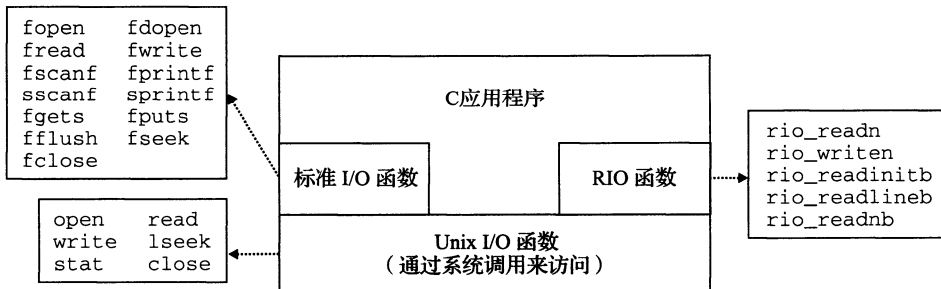 fopen fdopen
fread fwrite
fscanf fprintf
sscanf sprintf
fgets fputs
fflush fseek
fclose
C应用程序
标准 I/O 函数
RIO 函数
rio_readn
rio_writen
rio_readinitb
rio_readlineb
rio_readnb
open read
write lseek
stat close
Unix I/O 函数
（通过系统调用来访问）